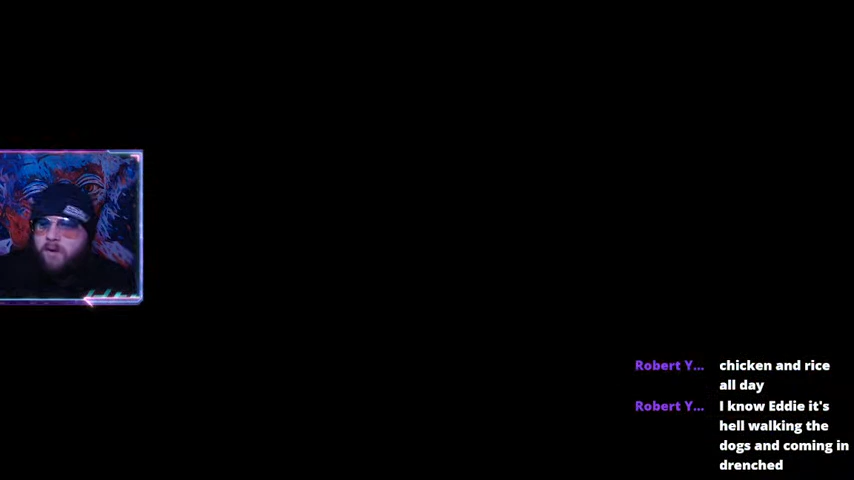 Robert Y... chicken and rice
all day
Robert Y... I know Eddie it's
hell walking the
dogs and coming in
drenched